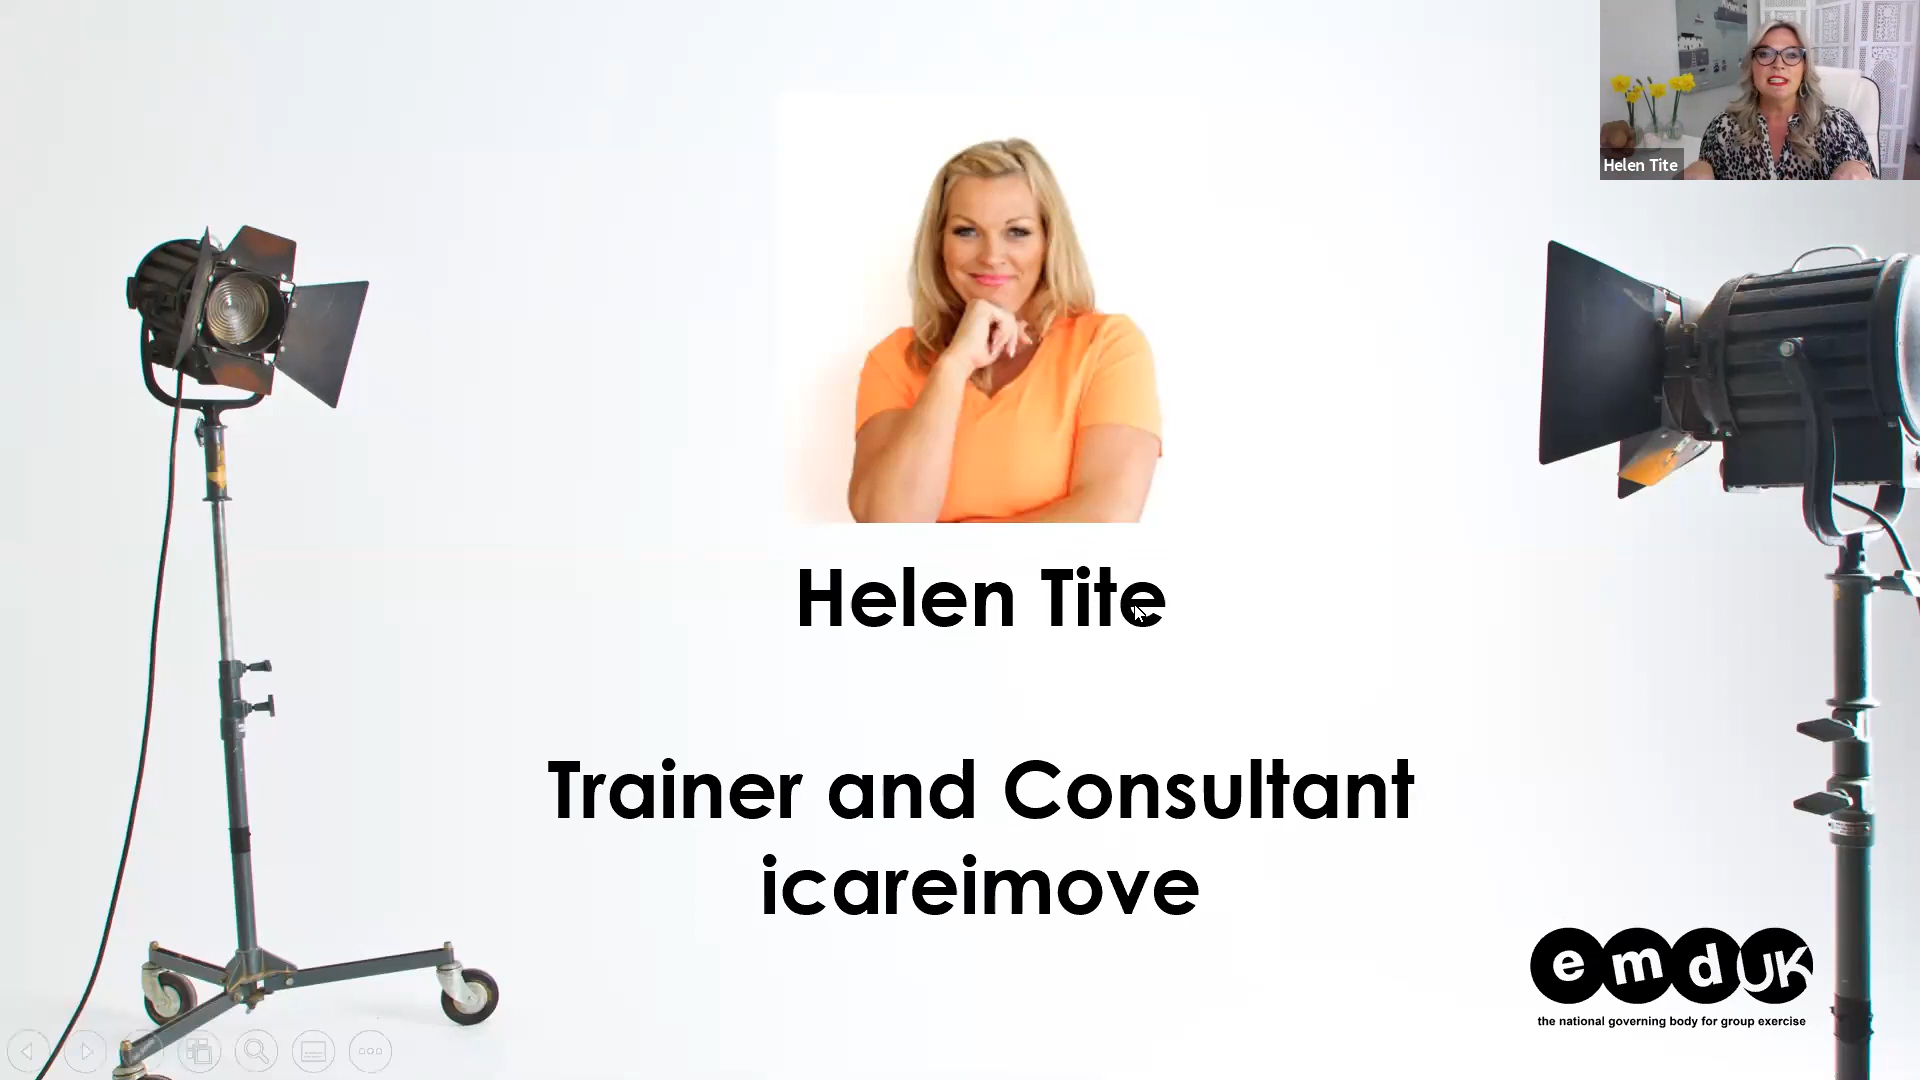 Helen Tite
Helen Tite
Trainer and Consultant
icareimove
emdUK
the national governing body for group exercise